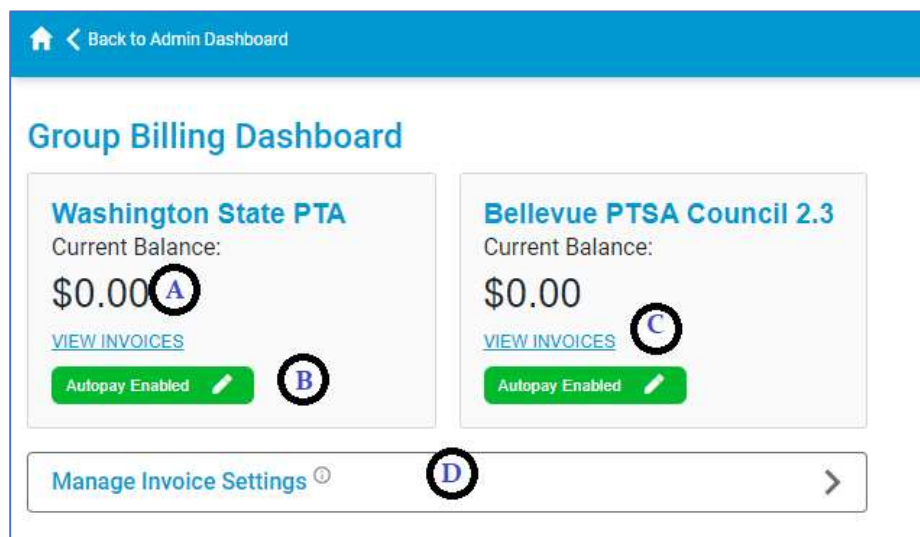 Back to Admin Dashboard
Group Billing Dashboard
Washington State PTA
Current Balance:
$0.00 A
VIEW INVOICES
Autopay Enabled B
Bellevue PTSA Council 2.3
Current Balance:
$0.00
VIEW INVOICES C
Autopay Enabled
Manage Invoice Settings D